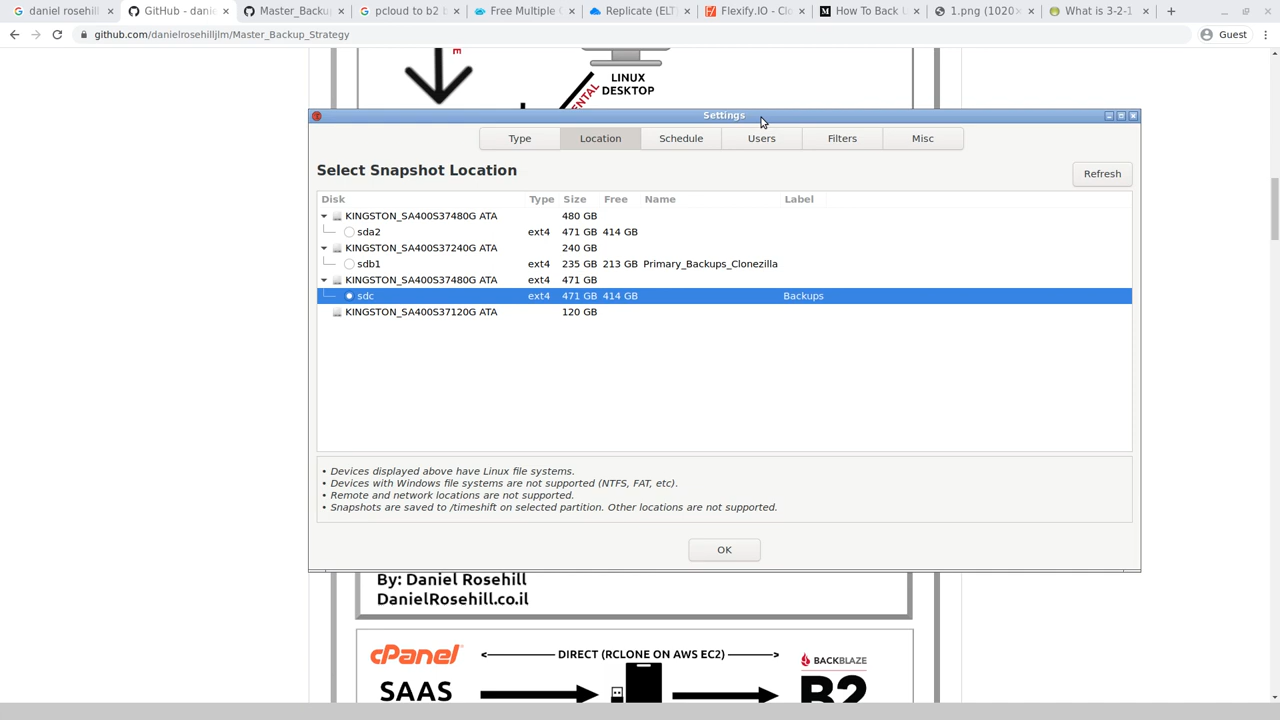 daniel rosehill
GitHub - danie
Master_Backu
pcloud to b2 b
Free Multiple C
Replicate (ELT
Flexify.IO - Clo
How To Back U
1.png (1020×
What is 3-2-1
github.com/danielrosehilljlm/Master_Backup_Strategy
Guest
LINUX
DESKTOP
ENTAL
Settings
Type Location Schedule Users Filters Misc
Select Snapshot Location
Refresh
Disk Type Size Free Name Label
KINGSTON_SA400S37480G ATA 480 GB
sda2 ext4 471 GB 414 GB
KINGSTON_SA400S37240G ATA 240 GB
sdb1 ext4 235 GB 213 GB Primary_Backups_Clonezilla
KINGSTON_SA400S37480G ATA 471 GB
sdc ext4 471 GB 414 GB Backups
KINGSTON_SA400S37120G ATA 120 GB
• Devices displayed above have Linux file systems.
• Devices with Windows file systems are not supported (NTFS, FAT, etc).
• Remote and network locations are not supported.
• Snapshots are saved to /timeshift on selected partition. Other locations are not supported.
OK
By: Daniel Rosehill
DanielRosehill.co.il
cPanel
DIRECT (RCLONE ON AWS EC2)
BACKBLAZE
SAAS
B2